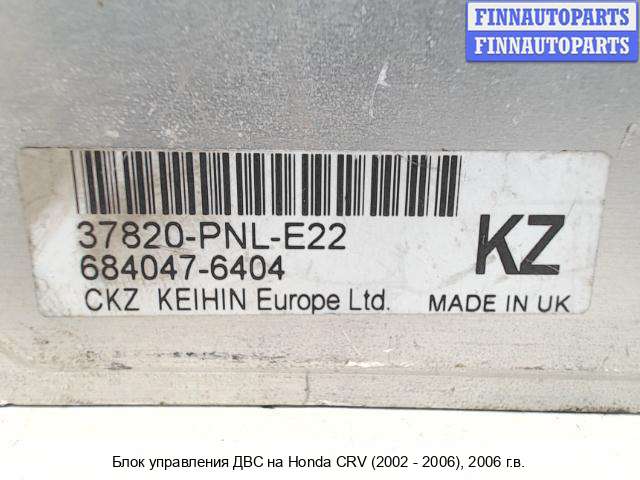 FINNAUTOPARTS
FINNAUTOPARTS
37820-PNL-E22
684047-6404
KZ
CKZ KEIHIN Europe Ltd. MADE IN UK
Блок управления ДВС на Honda CRV (2002 - 2006), 2006 г.в.